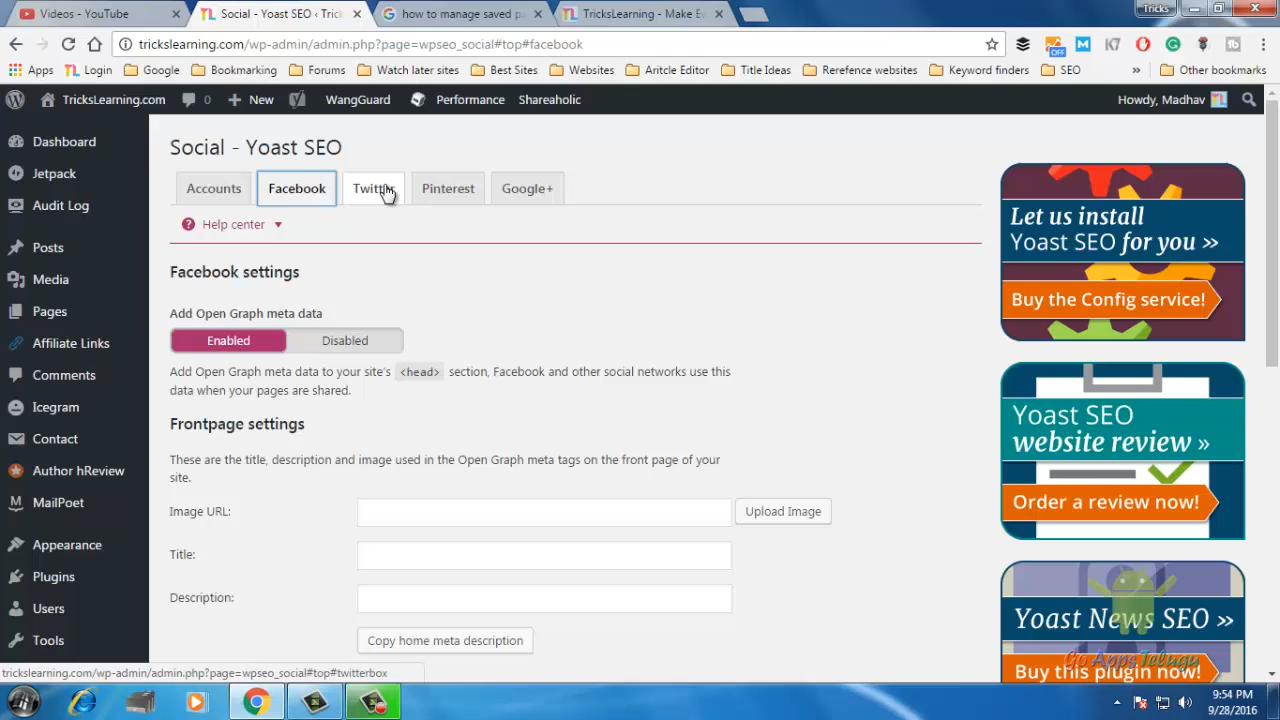 Videos - YouTube
Social - Yoast SEO ‹ Tric
how to manage saved pa
TricksLearning - Make E
Tricks
trickslearning.com/wp-admin/admin.php?page=wpseo_social#top#facebook
Apps
Login
Google
Bookmarking
Forums
Watch later sites
Best Sites
Websites
Aritcle Editor
Title Ideas
Rerefence websites
Keyword finders
SEO
»
Other bookmarks
TricksLearning.com
0
New
WangGuard
Performance
Shareaholic
Howdy, Madhav
Dashboard
Jetpack
Audit Log
Posts
Media
Pages
Affiliate Links
Comments
Icegram
Contact
Author hReview
MailPoet
Appearance
Plugins
Users
Tools
Social - Yoast SEO
Accounts
Facebook
Twitter
Pinterest
Google+
Help center
Facebook settings
Add Open Graph meta data
Enabled
Disabled
Add Open Graph meta data to your site's <head> section, Facebook and other social networks use this
data when your pages are shared.
Frontpage settings
These are the title, description and image used in the Open Graph meta tags on the front page of your
site.
Image URL:
Upload Image
Title:
Description:
Copy home meta description
Let us install
Yoast SEO for you »
Buy the Config service!
Yoast SEO
website review »
Order a review now!
Yoast News SEO »
Go Apps Telugu
Buy this plugin now!
trickslearning.com/wp-admin/admin.php?page=wpseo_social#top#twitterbox
9:54 PM
9/28/2016